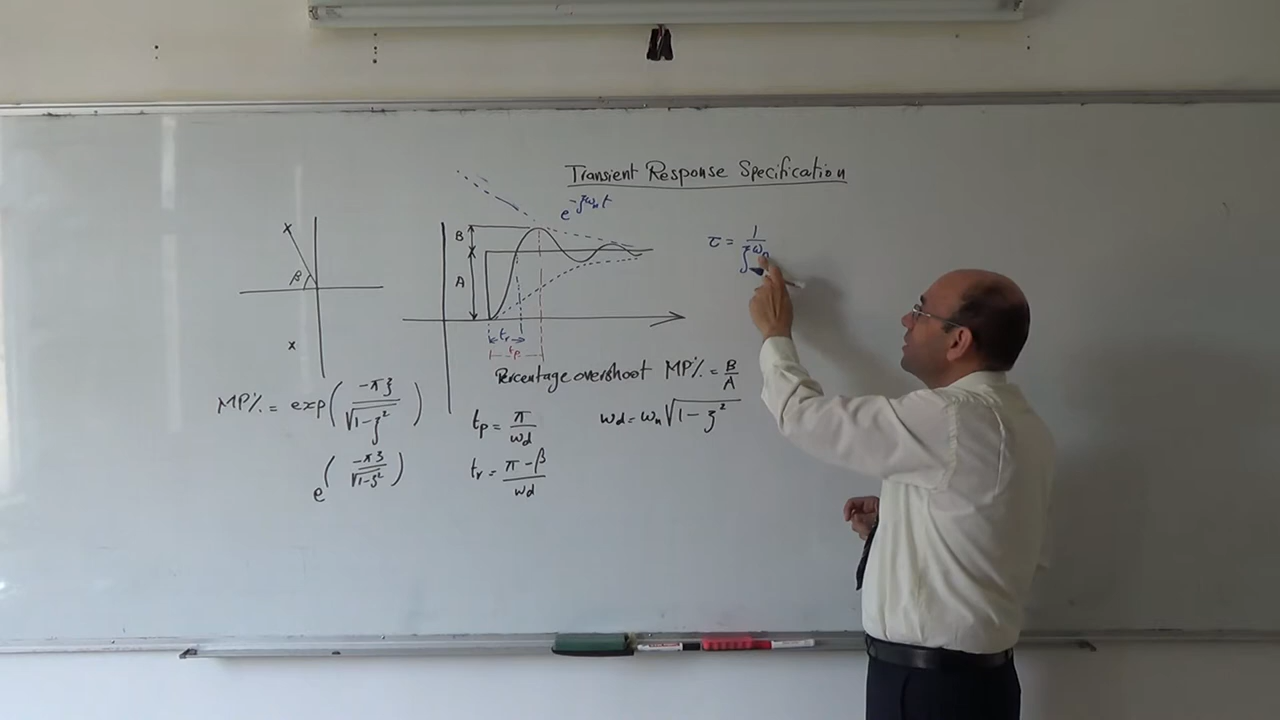 Transient Response Specification
e^{-ζωnt}
B
τ = 1/ζωn
A
β
tr
tp
Percentage overshoot MP% = B/A
MP% = exp(-πζ/√1-ζ²)
tp = π/ωd
ωd = ωn√1-ζ²
e^(-πζ/√1-ζ²)
tr = π-β/ωd